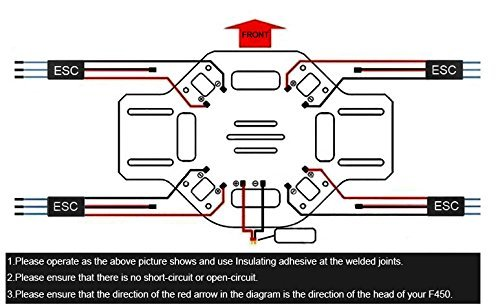 FRONT
ESC
ESC
ESC
ESC
1.Please operate as the above picture shows and use Insulating adhesive at the welded joints.
2.Please ensure that there is no short-circuit or open-circuit.
3.Please ensure that the direction of the red arrow in the diagram is the direction of the head of your F450.